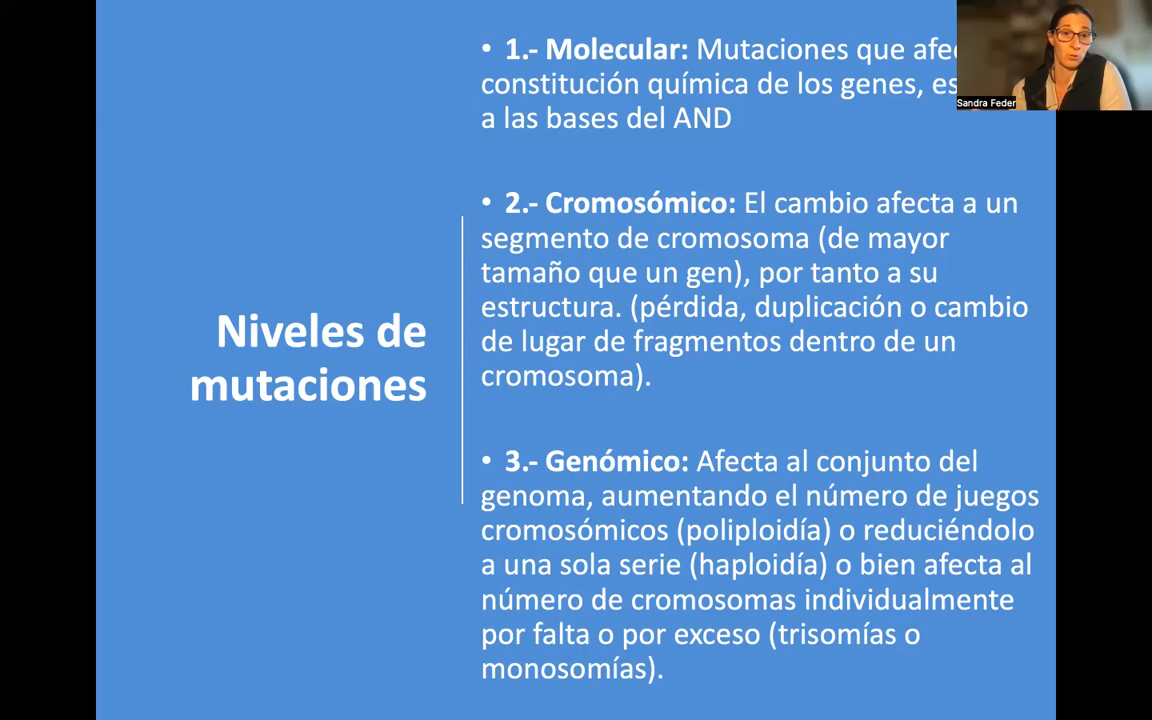 Niveles de
mutaciones
• 1.- Molecular: Mutaciones que
constitución química de los genes,
a las bases del AND
• 2.- Cromosómico: El cambio afecta a un
segmento de cromosoma (de mayor
tamaño que un gen), por tanto a su
estructura. (pérdida, duplicación o cambio
de lugar de fragmentos dentro de un
cromosoma).
• 3.- Genómico: Afecta al conjunto del
genoma, aumentando el número de juegos
cromosómicos (poliploidía) o reduciéndolo
a una sola serie (haploidía) o bien afecta al
número de cromosomas individualmente
por falta o por exceso (trisomías o
monosomías).
Sandra Feder